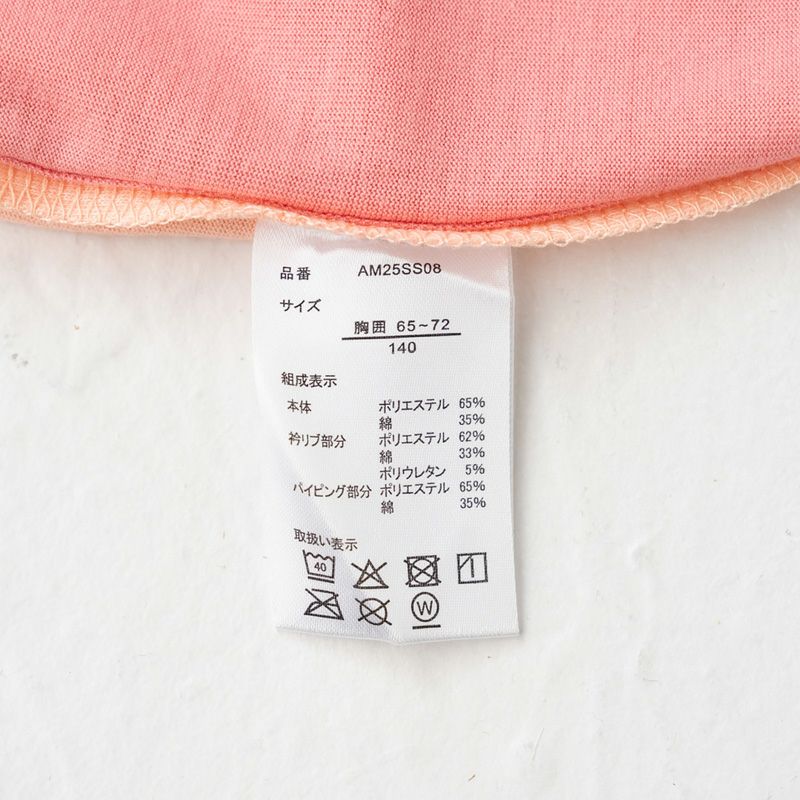 品番 AM25SS08
サイズ
胸囲 65~72
140
組成表示
本体 ポリエステル 65%
綿 35%
衿リブ部分 ポリエステル 62%
綿 33%
ポリウレタン 5%
パイピング部分 ポリエステル 65%
綿 35%
取扱い表示
40
W